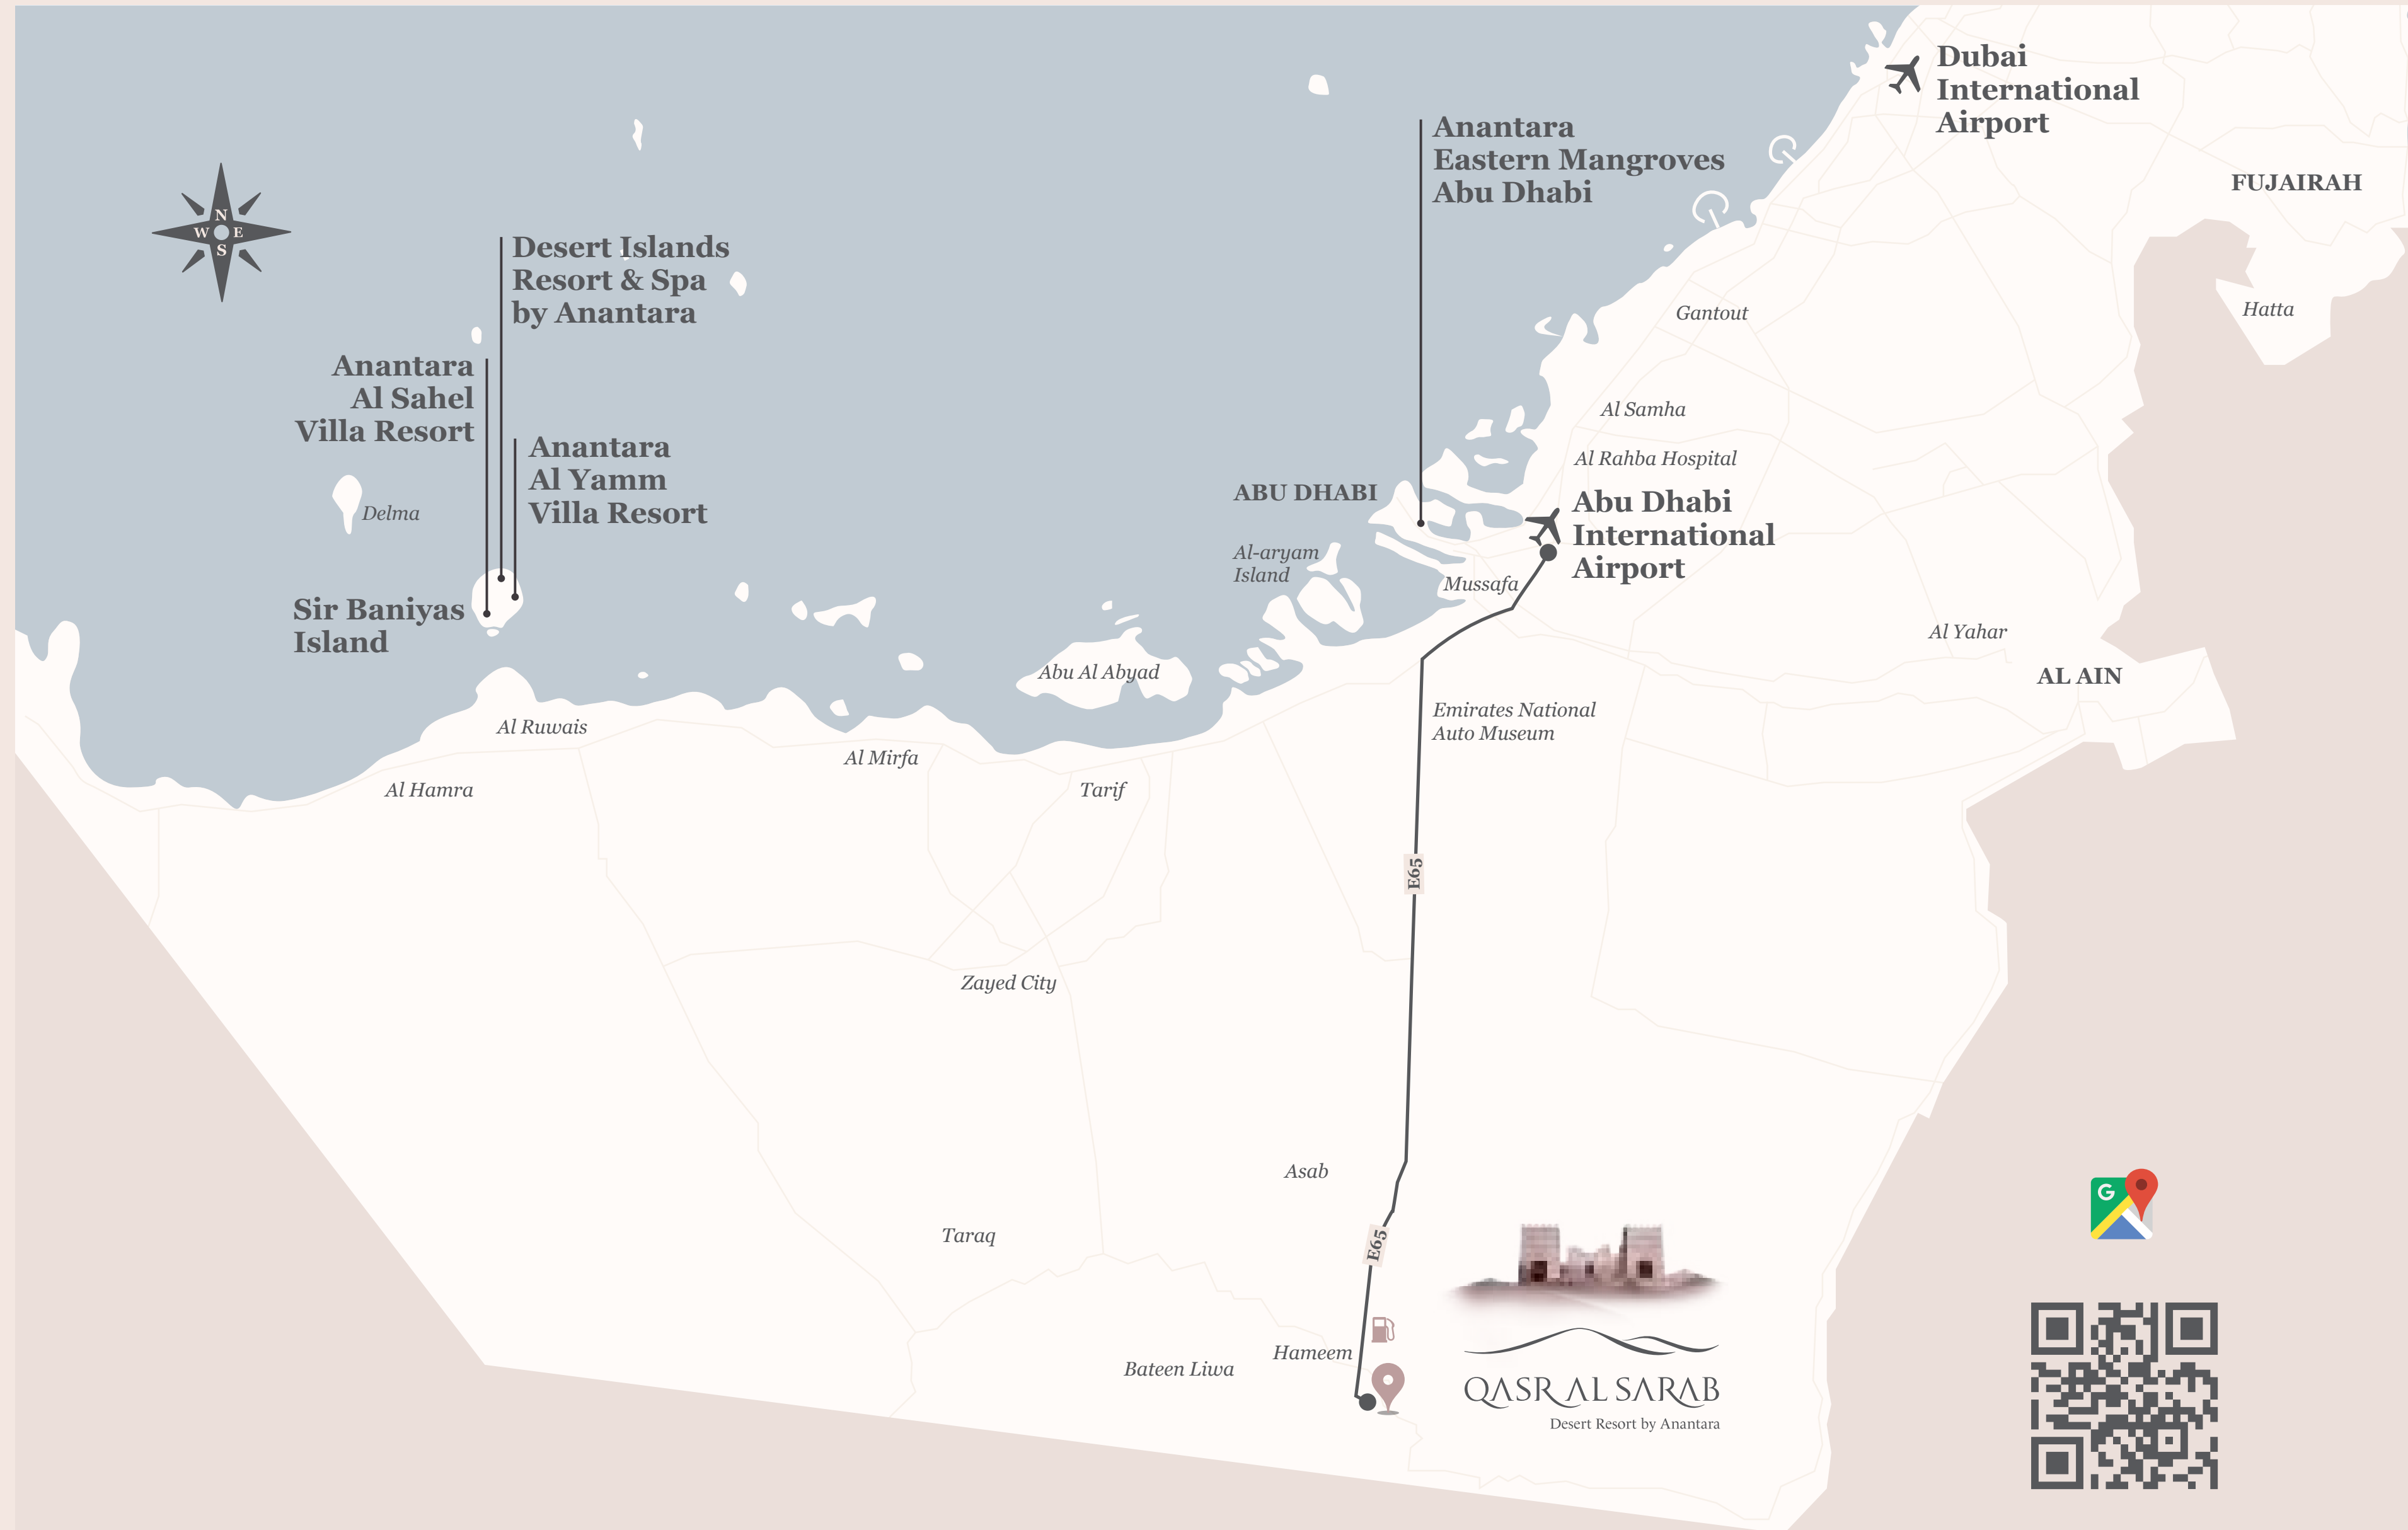 Dubai
International
Airport
Anantara
Eastern Mangroves
Abu Dhabi
FUJAIRAH
N
W E
S
Desert Islands
Resort & Spa
by Anantara
Gantout
Hatta
Anantara
Al Sahel
Villa Resort
Al Samha
Anantara
Al Yamm
Villa Resort
Al Rahba Hospital
ABU DHABI
Abu Dhabi
International
Airport
Delma
Al-aryam
Island
Mussafa
Sir Baniyas
Island
Al Yahar
Abu Al Abyad
AL AIN
Emirates National
Auto Museum
Al Ruwais
Al Mirfa
Al Hamra
Tarif
E65
Zayed City
Asab
G
Taraq
E65
Hameem
Bateen Liwa
QASR AL SARAB
Desert Resort by Anantara